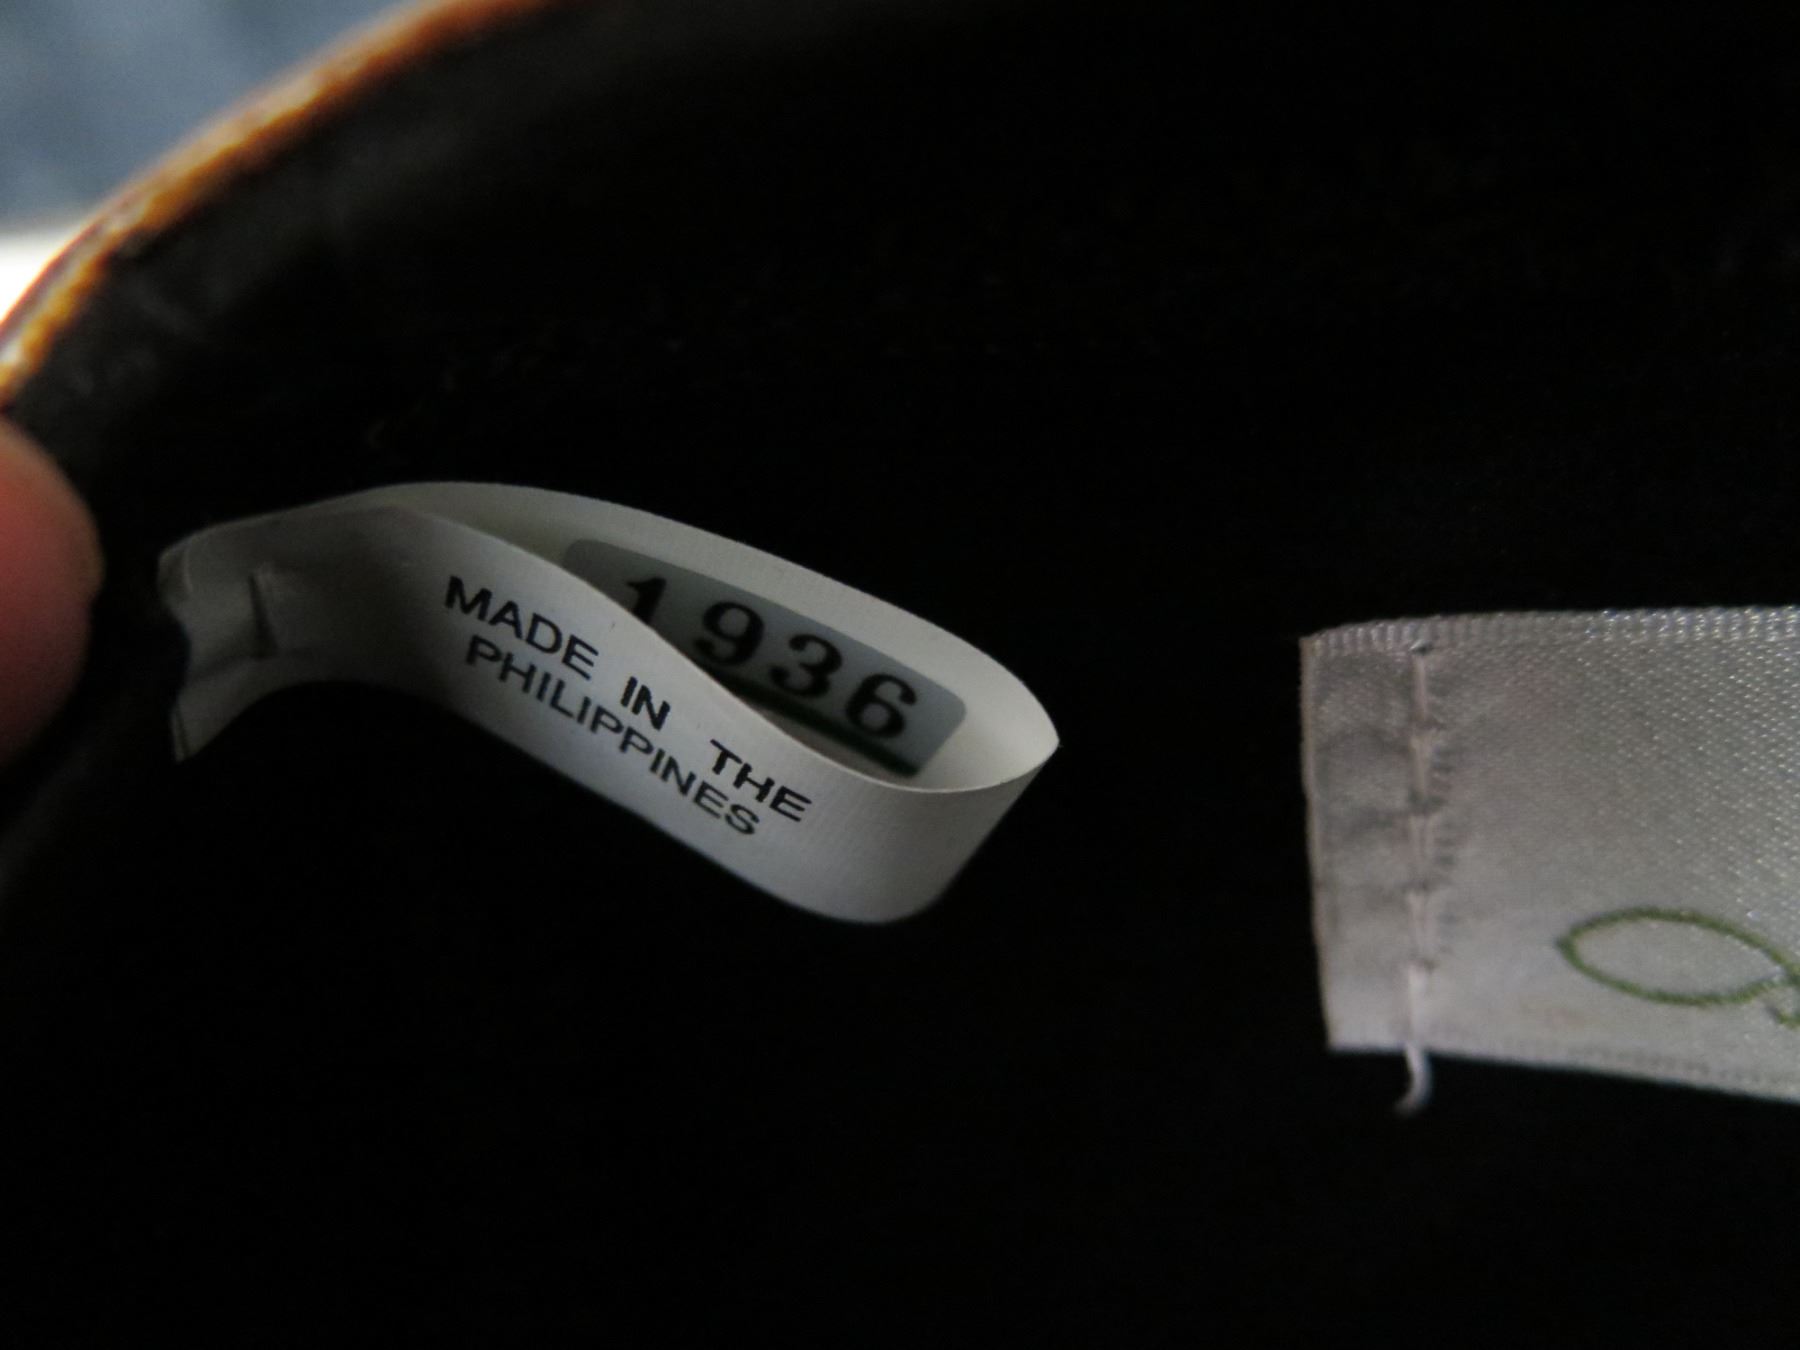 MADE IN THE
PHILIPPINES
1936